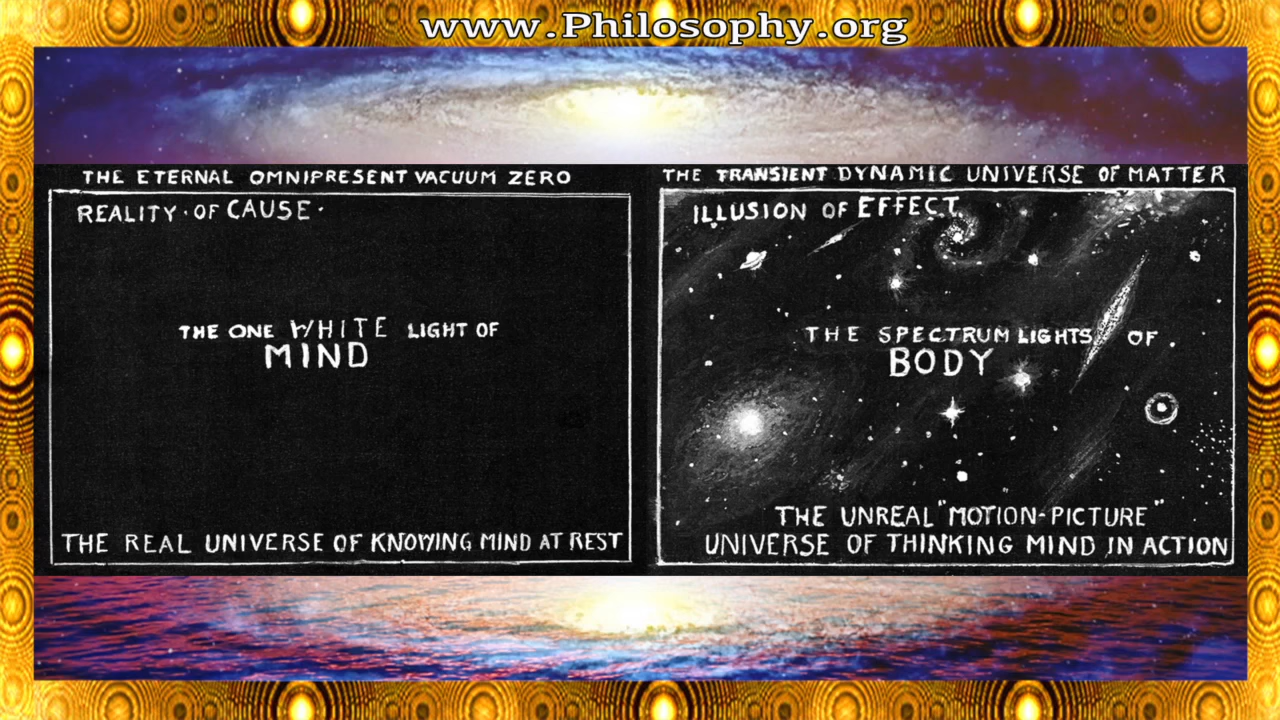 www.Philosophy.org
THE ETERNAL OMNIPRESENT VACUUM ZERO
REALITY·OF CAUSE·
THE ONE WHITE LIGHT OF
MIND
THE REAL UNIVERSE OF KNOWING MIND AT REST
THE TRANSIENT DYNAMIC UNIVERSE OF MATTER
ILLUSION OF EFFECT
THE SPECTRUM LIGHTS OF
BODY
THE UNREAL "MOTION-PICTURE"
UNIVERSE OF THINKING MIND IN ACTION